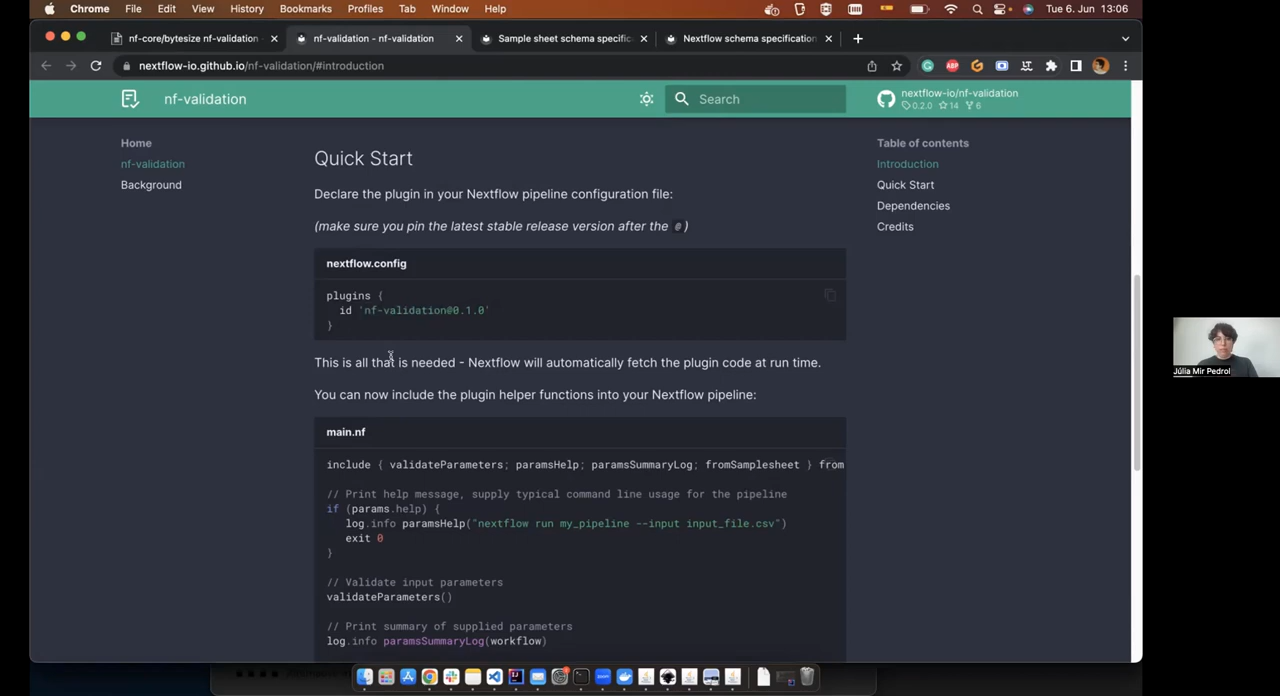 Chrome File Edit View History Bookmarks Profiles Tab Window Help Tue 6. Jun 13:06
nf-core/bytesize nf-validation nf-validation - nf-validation Sample sheet schema specific Nextflow schema specification
nextflow-io.github.io/nf-validation/#introduction
nf-validation
Search
nextflow-io/nf-validation
0.2.0 14 6
Home
nf-validation
Background
Quick Start
Declare the plugin in your Nextflow pipeline configuration file:
(make sure you pin the latest stable release version after the @ )
nextflow.config
plugins {
id 'nf-validation@0.1.0'
}
This is all that is needed - Nextflow will automatically fetch the plugin code at run time.
You can now include the plugin helper functions into your Nextflow pipeline:
main.nf
include { validateParameters; paramsHelp; paramsSummaryLog; fromSamplesheet } from
// Print help message, supply typical command line usage for the pipeline
if (params.help) {
log.info paramsHelp("nextflow run my_pipeline --input input_file.csv")
exit 0
}
// Validate input parameters
validateParameters()
// Print summary of supplied parameters
log.info paramsSummaryLog(workflow)
Table of contents
Introduction
Quick Start
Dependencies
Credits
Júlia Mir Pedrol